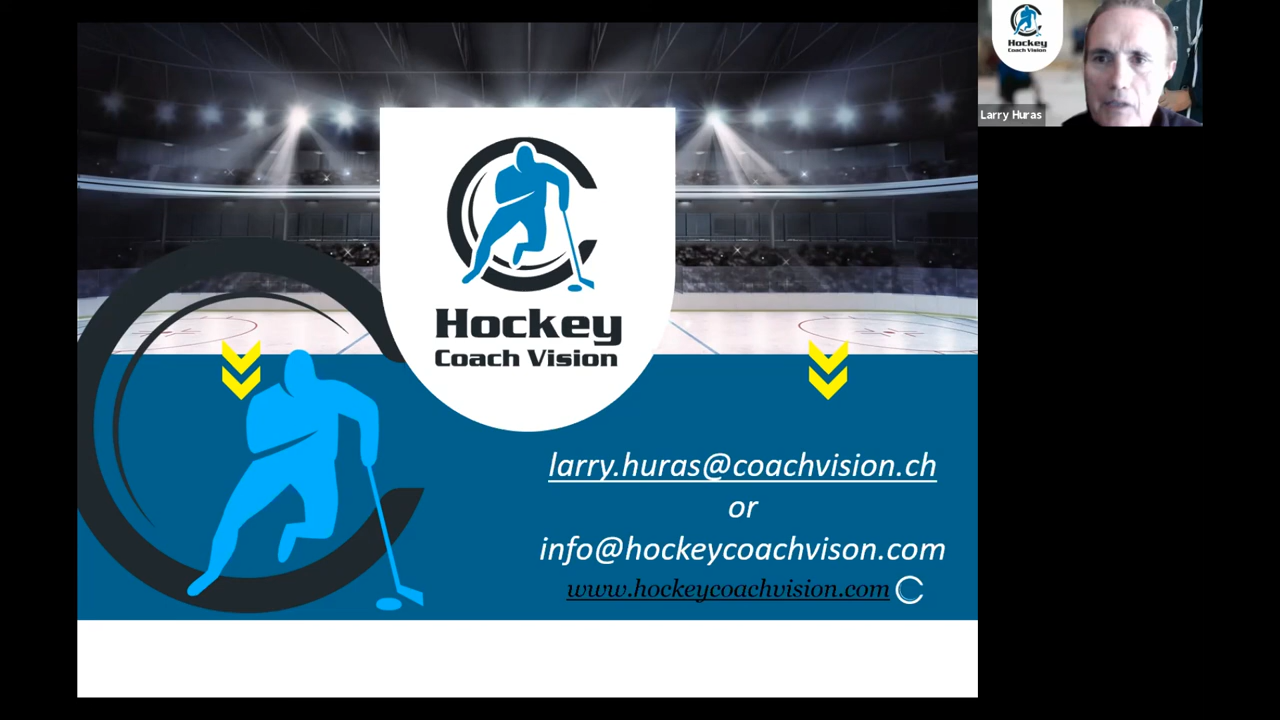 Hockey
Coach Vision
larry.huras@coachvision.ch
or
info@hockeycoachvison.com
www.hockeycoachvision.com
Hockey
Coach Vision
Larry Huras